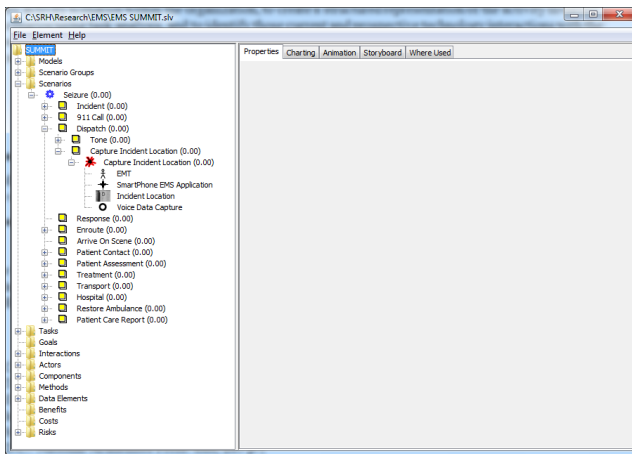 C:\SRH\Research\EMS\EMS SUMMIT.slv
File Element Help
SUMMIT
Models
Scenario Groups
Scenarios
Seizure (0.00)
Incident (0.00)
911 Call (0.00)
Dispatch (0.00)
Tone (0.00)
Capture Incident Location (0.00)
Capture Incident Location (0.00)
EMT
SmartPhone EMS Application
Incident Location
Voice Data Capture
Response (0.00)
Enroute (0.00)
Arrive On Scene (0.00)
Patient Contact (0.00)
Patient Assessment (0.00)
Treatment (0.00)
Transport (0.00)
Hospital (0.00)
Restore Ambulance (0.00)
Patient Care Report (0.00)
Tasks
Goals
Interactions
Actors
Components
Methods
Data Elements
Benefits
Costs
Risks
Properties Charting Animation Storyboard Where Used